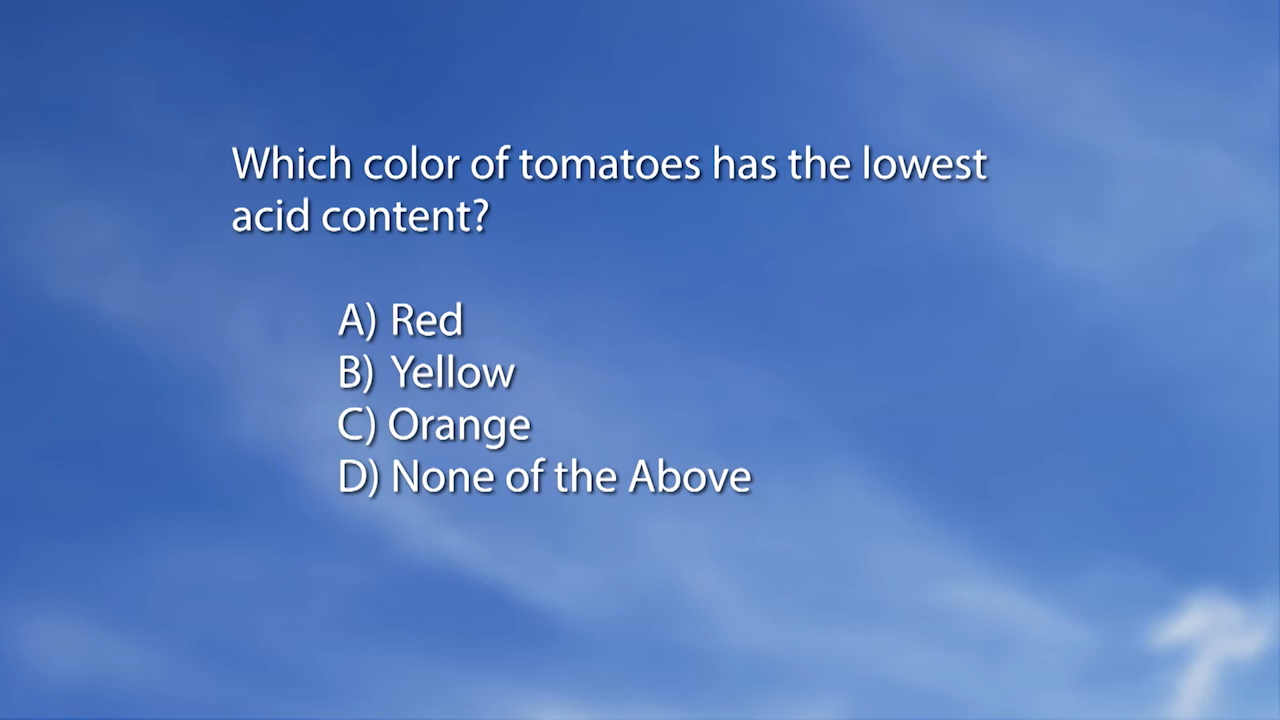 Which color of tomatoes has the lowest
acid content?
A) Red
B) Yellow
C) Orange
D) None of the Above